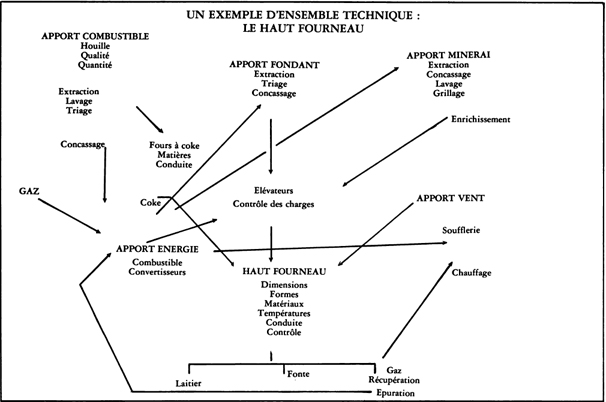 UN EXEMPLE D'ENSEMBLE TECHNIQUE :
LE HAUT FOURNEAU
APPORT COMBUSTIBLE
Houille
Qualité
Quantité
Extraction
Lavage
Triage
Concassage
Fours à coke
Matières
Conduite
Coke
APPORT FONDANT
Extraction
Triage
Concassage
APPORT MINERAI
Extraction
Concassage
Lavage
Grillage
Enrichissement
Elévateurs
Contrôle des charges
GAZ
APPORT VENT
Soufflerie
Chauffage
APPORT ENERGIE
Combustible
Convertisseurs
HAUT FOURNEAU
Dimensions
Formes
Matériaux
Températures
Conduite
Contrôle
Laitier
Fonte
Gaz
Récupération
Epuration